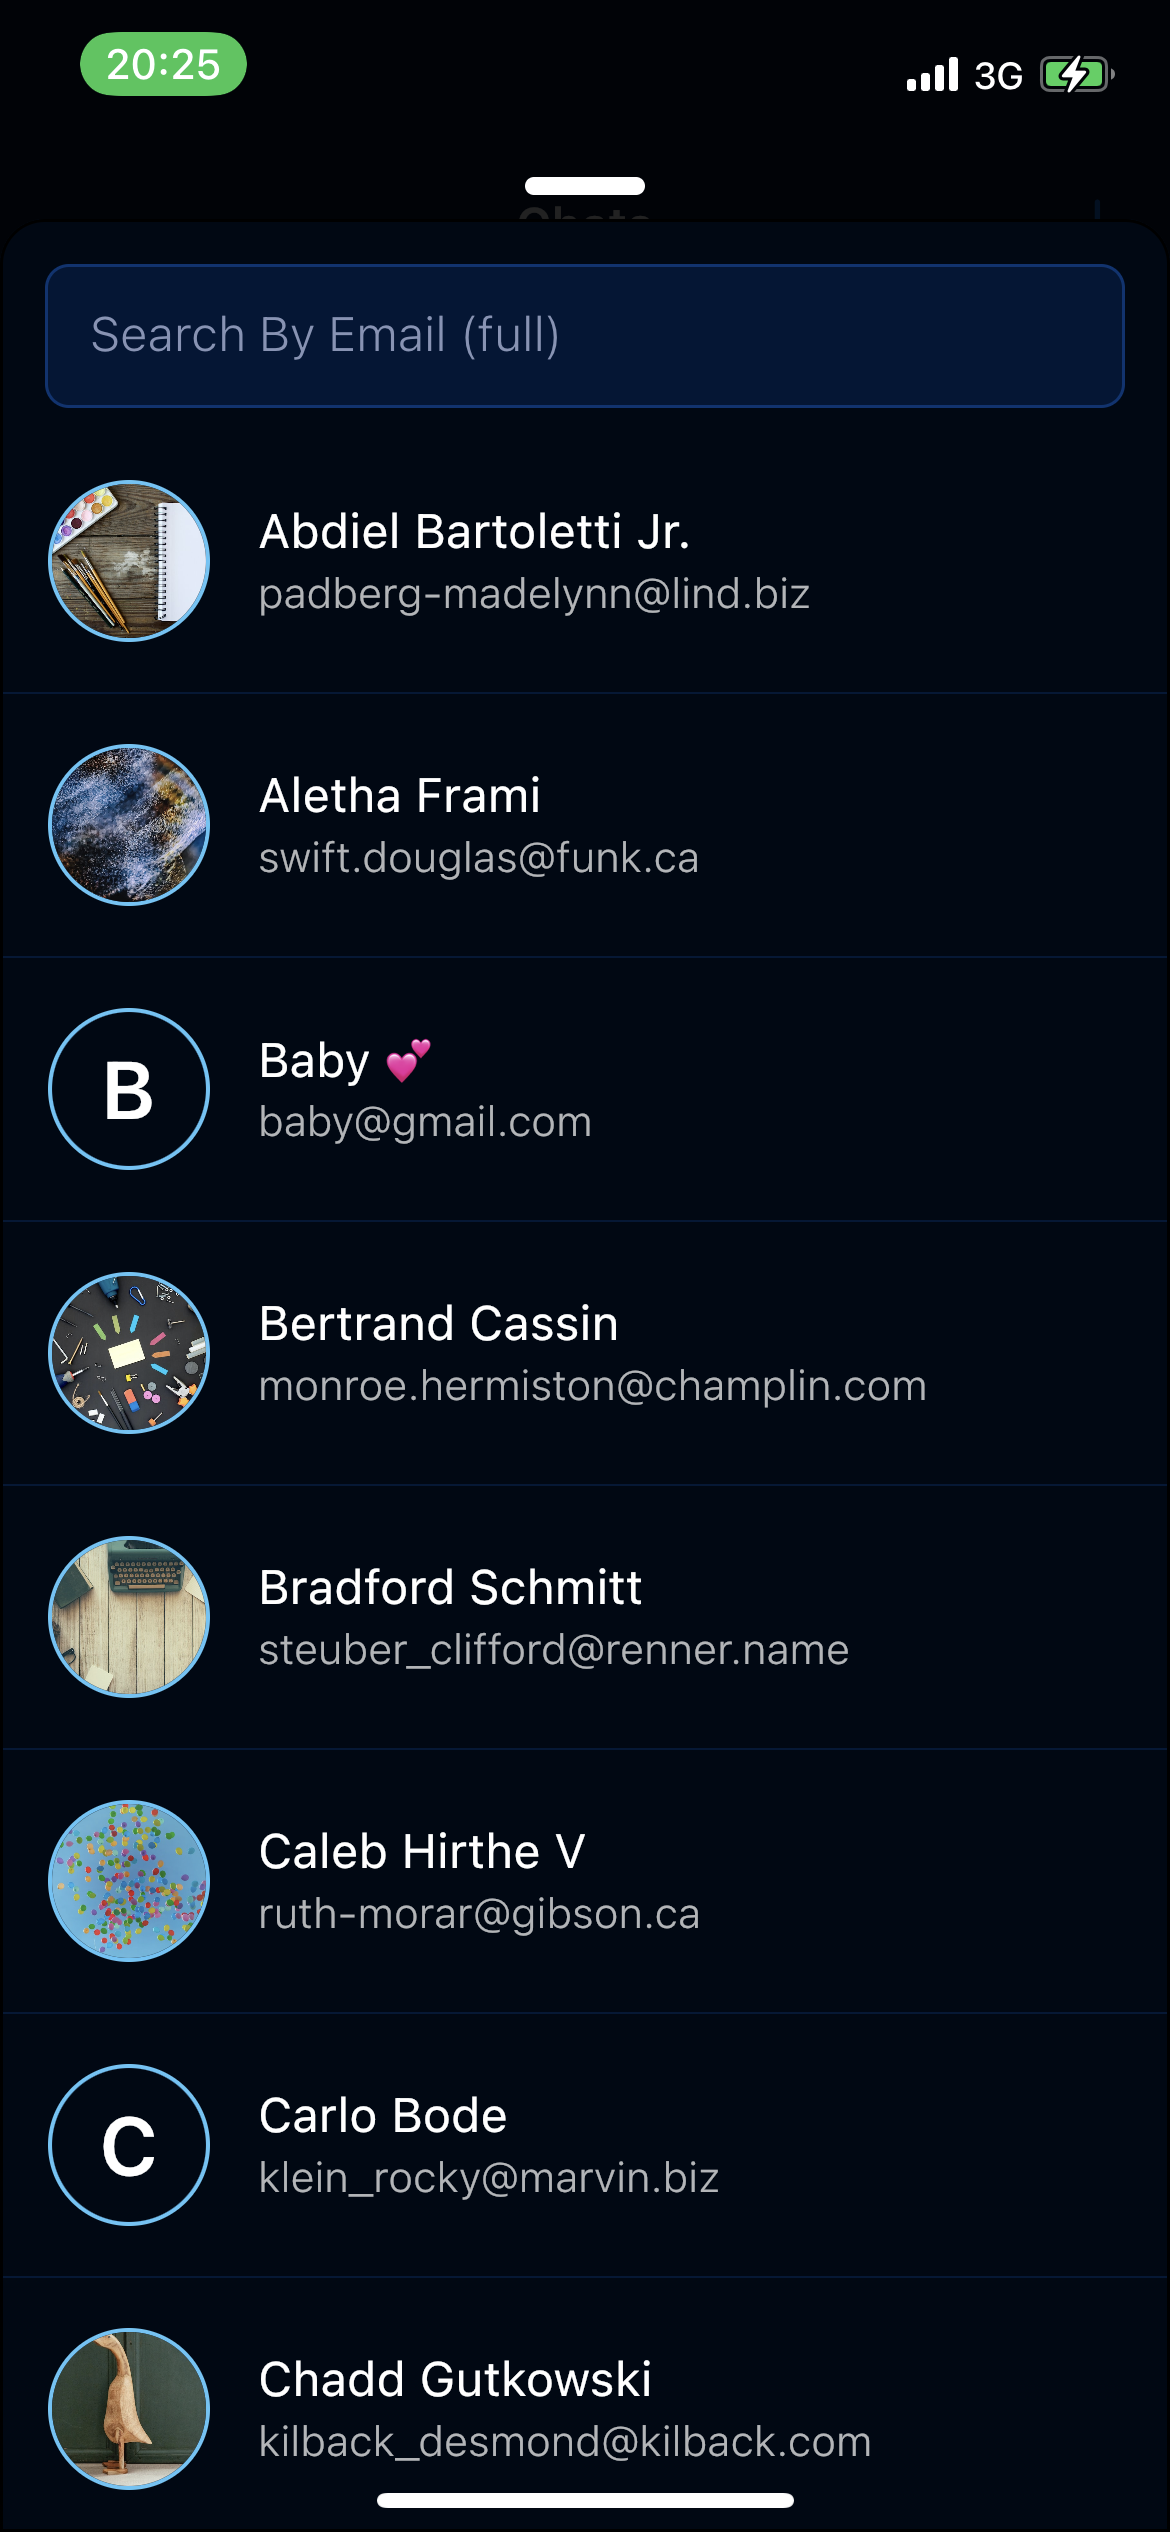 20:25
3G
Chats
Search By Email (full)
Abdiel Bartoletti Jr.
padberg-madelynn@lind.biz
Aletha Frami
swift.douglas@funk.ca
B
Baby 💕
baby@gmail.com
Bertrand Cassin
monroe.hermiston@champlin.com
Bradford Schmitt
steuber_clifford@renner.name
Caleb Hirthe V
ruth-morar@gibson.ca
C
Carlo Bode
klein_rocky@marvin.biz
Chadd Gutkowski
kilback_desmond@kilback.com